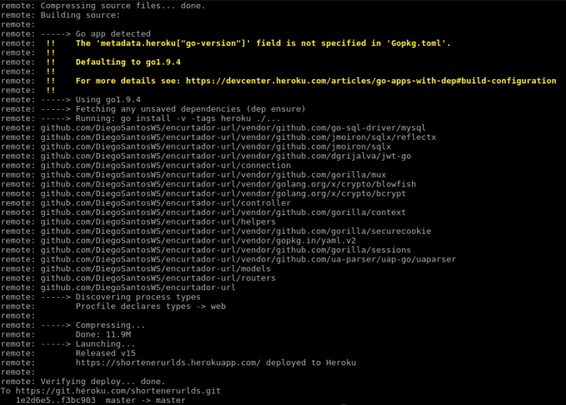 remote: Compressing source files... done.
remote: Building source:
remote:
remote: -----> Go app detected
remote:  !!    The 'metadata.heroku["go-version"]' field is not specified in 'Gopkg.toml'.
remote:  !!
remote:  !!    Defaulting to go1.9.4
remote:  !!
remote:  !!    For more details see: https://devcenter.heroku.com/articles/go-apps-with-dep#build-configuration
remote:  !!
remote: -----> Using go1.9.4
remote: -----> Fetching any unsaved dependencies (dep ensure)
remote: -----> Running: go install -v -tags heroku ./...
remote: github.com/DiegoSantosWS/encurtador-url/vendor/github.com/go-sql-driver/mysql
remote: github.com/DiegoSantosWS/encurtador-url/vendor/github.com/jmoiron/sqlx/reflectx
remote: github.com/DiegoSantosWS/encurtador-url/vendor/github.com/jmoiron/sqlx
remote: github.com/DiegoSantosWS/encurtador-url/vendor/github.com/dgrijalva/jwt-go
remote: github.com/DiegoSantosWS/encurtador-url/connection
remote: github.com/DiegoSantosWS/encurtador-url/vendor/github.com/gorilla/mux
remote: github.com/DiegoSantosWS/encurtador-url/vendor/golang.org/x/crypto/blowfish
remote: github.com/DiegoSantosWS/encurtador-url/vendor/golang.org/x/crypto/bcrypt
remote: github.com/DiegoSantosWS/encurtador-url/controller
remote: github.com/DiegoSantosWS/encurtador-url/vendor/github.com/gorilla/context
remote: github.com/DiegoSantosWS/encurtador-url/helpers
remote: github.com/DiegoSantosWS/encurtador-url/vendor/github.com/gorilla/securecookie
remote: github.com/DiegoSantosWS/encurtador-url/vendor/gopkg.in/yaml.v2
remote: github.com/DiegoSantosWS/encurtador-url/vendor/github.com/gorilla/sessions
remote: github.com/DiegoSantosWS/encurtador-url/vendor/github.com/ua-parser/uap-go/uaparser
remote: github.com/DiegoSantosWS/encurtador-url/models
remote: github.com/DiegoSantosWS/encurtador-url/routers
remote: github.com/DiegoSantosWS/encurtador-url
remote: -----> Discovering process types
remote:        Procfile declares types -> web
remote:
remote: -----> Compressing...
remote:        Done: 11.9M
remote: -----> Launching...
remote:        Released v15
remote:        https://shortenerurlds.herokuapp.com/ deployed to Heroku
remote:
remote: Verifying deploy... done.
To https://git.heroku.com/shortenerurlds.git
   1e2d6e5..f3bc903  master -> master